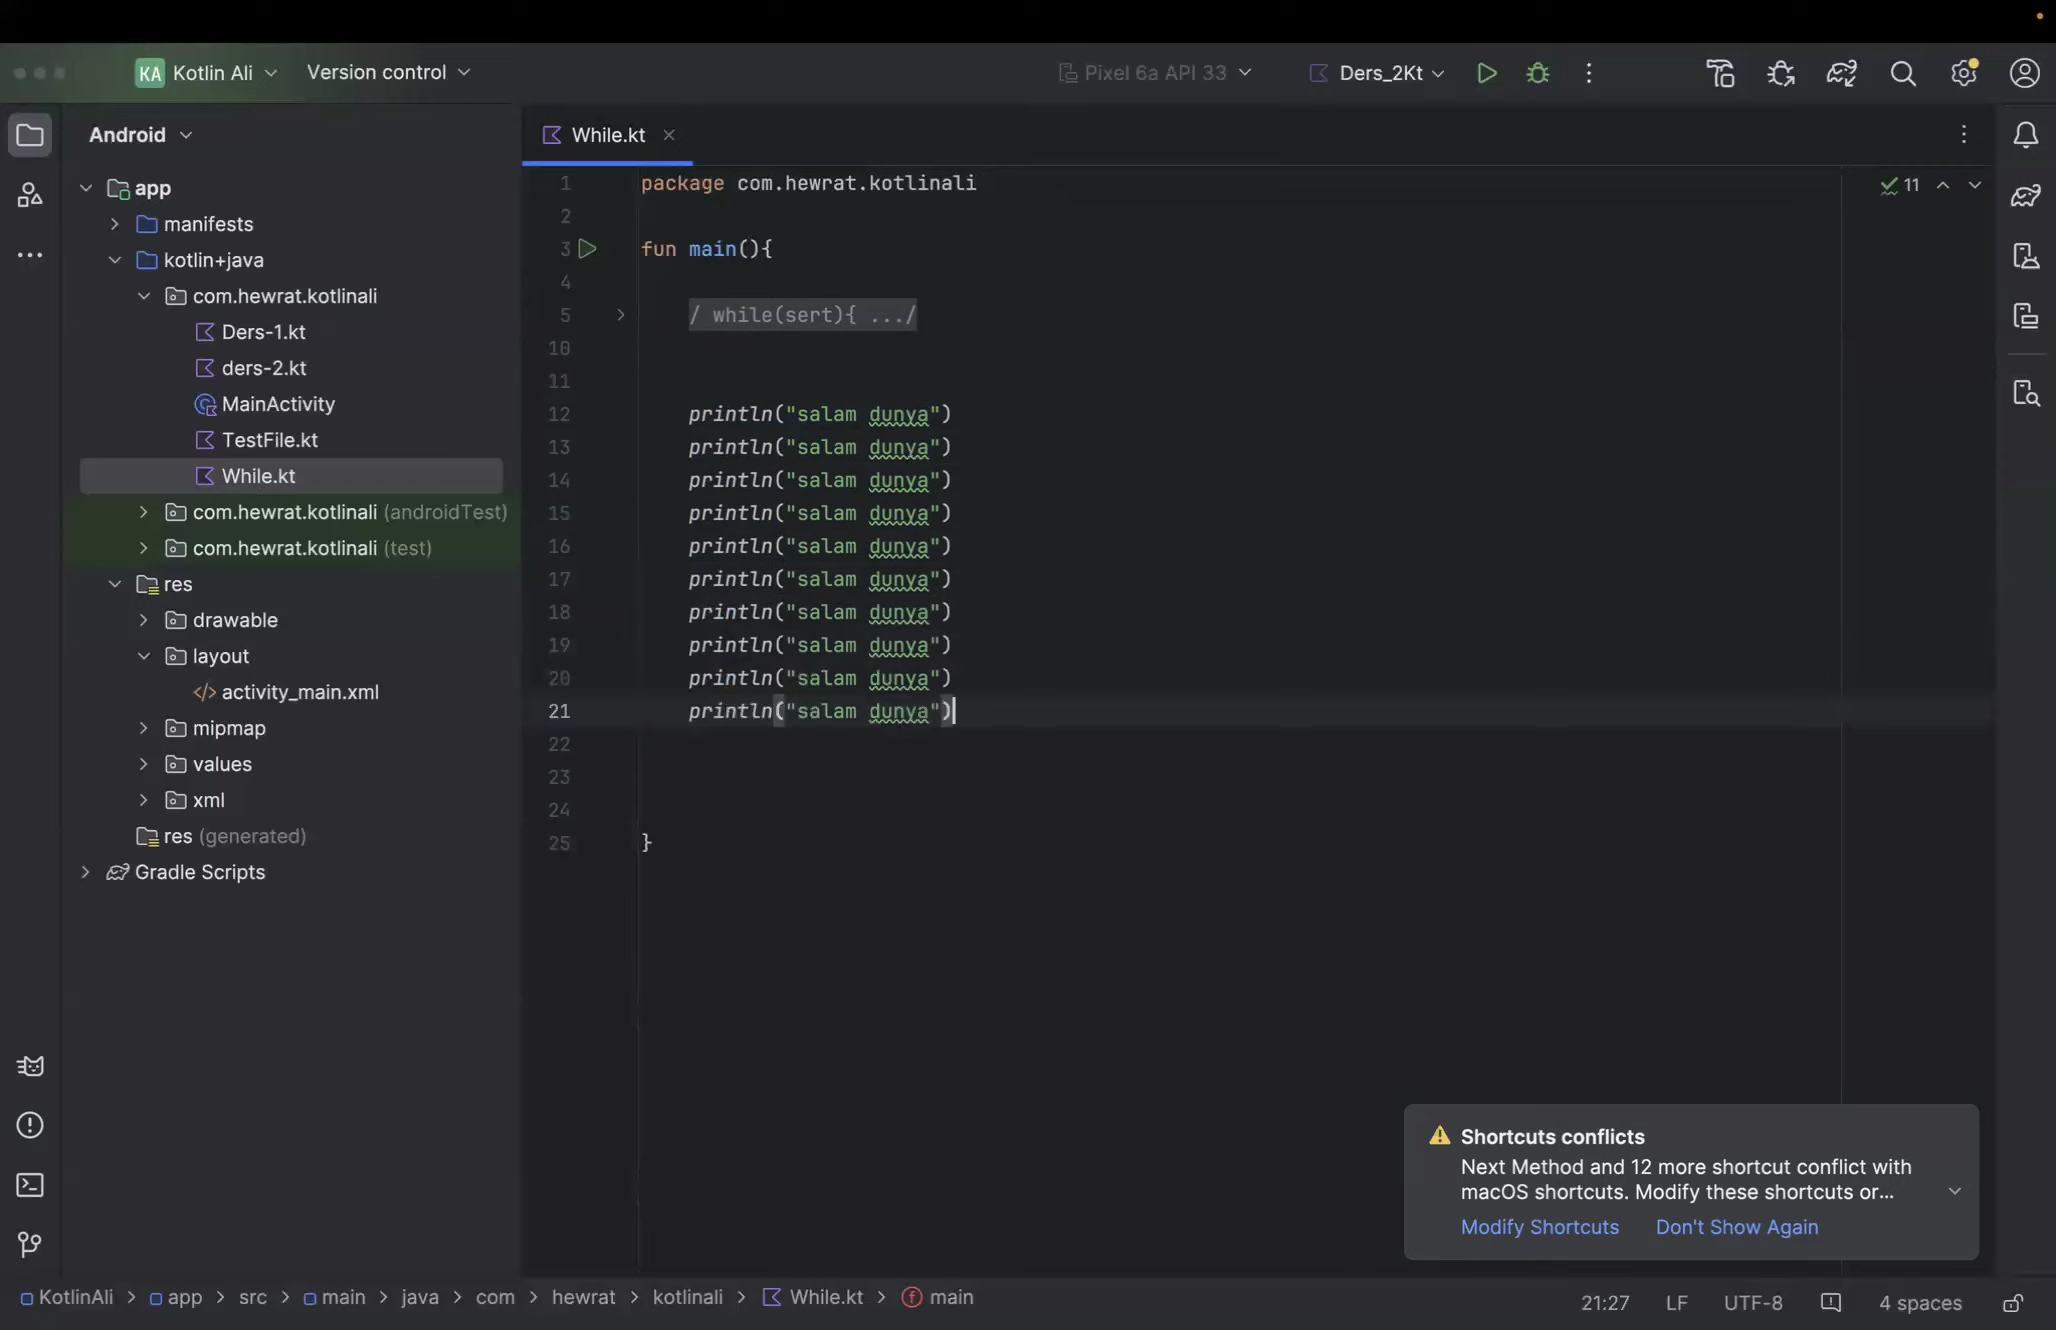 KA Kotlin Ali Version control Pixel 6a API 33 Ders_2Kt
Android
app
manifests
kotlin+java
com.hewrat.kotlinali
Ders-1.kt
ders-2.kt
MainActivity
TestFile.kt
While.kt
com.hewrat.kotlinali (androidTest)
com.hewrat.kotlinali (test)
res
drawable
layout
activity_main.xml
mipmap
values
xml
res (generated)
Gradle Scripts
While.kt
11
1 package com.hewrat.kotlinali
2
3 fun main(){
4
5 / while(sert){ .../
10
11
12 println("salam dunya")
13 println("salam dunya")
14 println("salam dunya")
15 println("salam dunya")
16 println("salam dunya")
17 println("salam dunya")
18 println("salam dunya")
19 println("salam dunya")
20 println("salam dunya")
21 println("salam dunya")
22
23
24
25 }
Shortcuts conflicts
Next Method and 12 more shortcut conflict with
macOS shortcuts. Modify these shortcuts or...
Modify Shortcuts Don't Show Again
KotlinAli > app > src > main > java > com > hewrat > kotlinali > While.kt > main 21:27 LF UTF-8 4 spaces